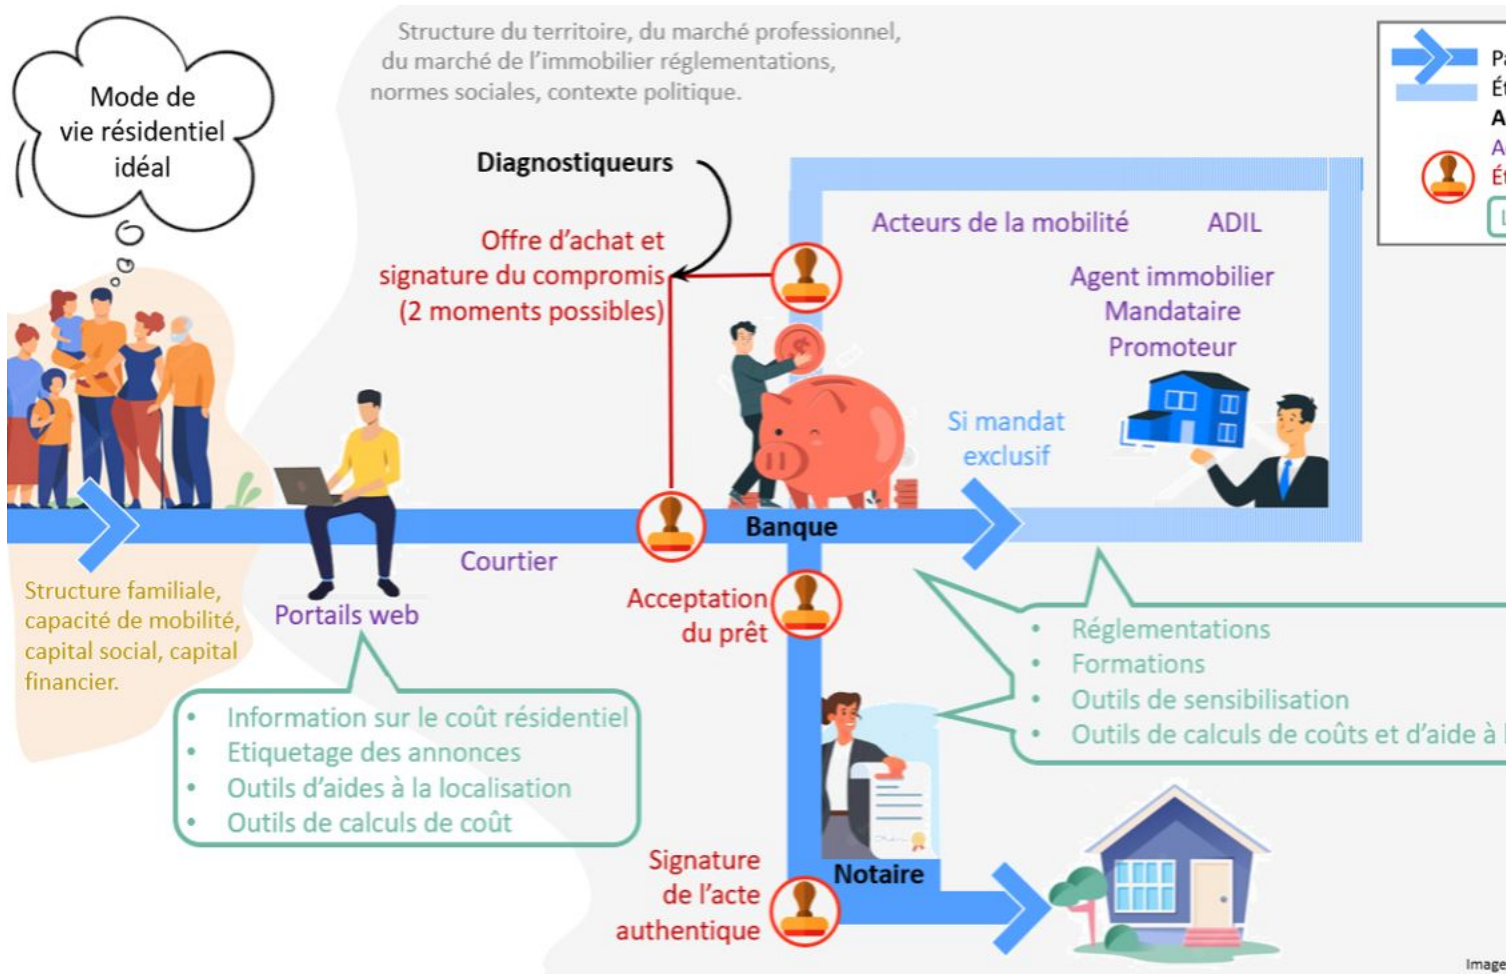 Structure du territoire, du marché professionnel,
du marché de l'immobilier réglementations,
normes sociales, contexte politique.
Mode de
vie résidentiel
idéal
Diagnostiqueurs
Offre d'achat et
signature du compromis
(2 moments possibles)
Acteurs de la mobilité
ADIL
Agent immobilier
Mandataire
Promoteur
Si mandat
exclusif
Banque
Courtier
Portails web
Structure familiale,
capacité de mobilité,
capital social, capital
financier.
Acceptation
du prêt
• Information sur le coût résidentiel
• Etiquetage des annonces
• Outils d'aides à la localisation
• Outils de calculs de coût
• Réglementations
• Formations
• Outils de sensibilisation
• Outils de calculs de coûts et d'aide à
Notaire
Signature
de l'acte
authentique
Image